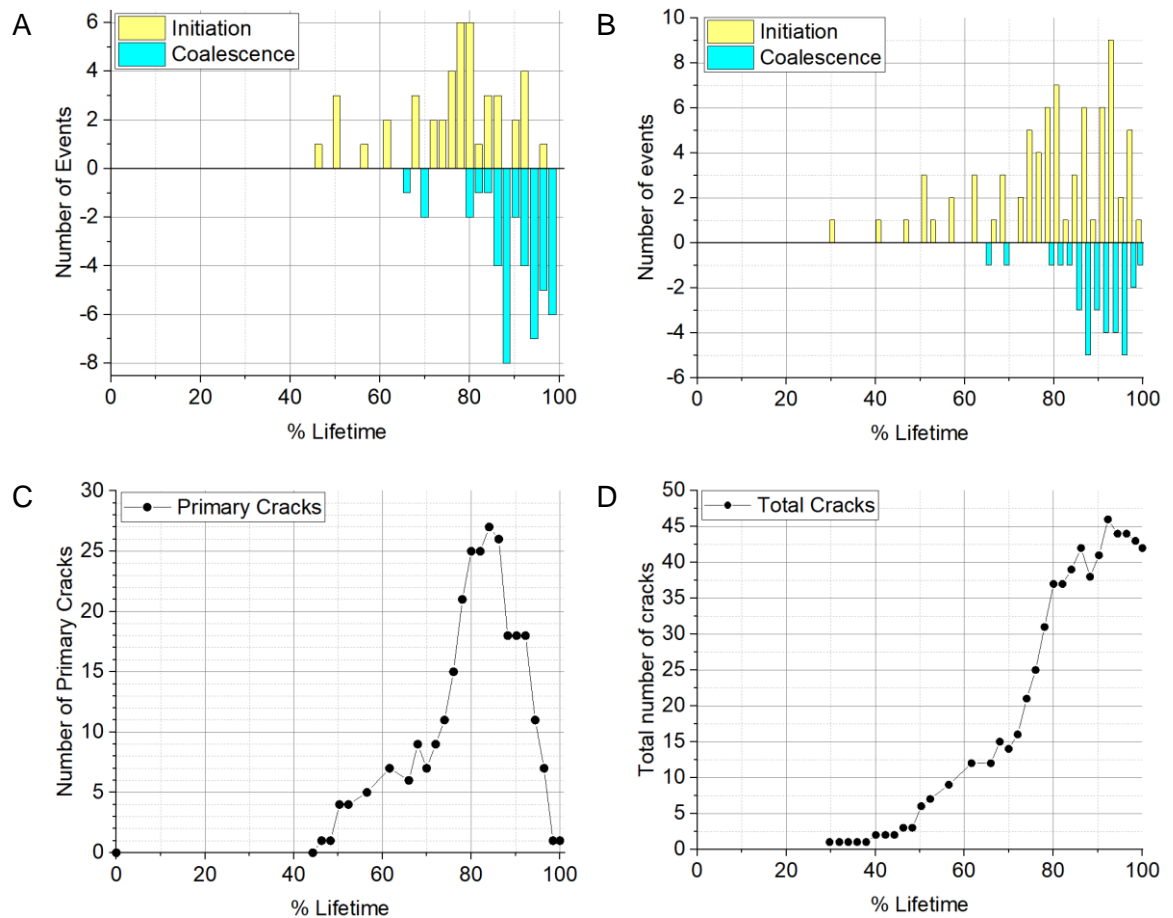 A
Initiation
Coalescence
Number of Events
6
4
2
0
-2
-4
-6
-8
0 20 40 60 80 100
% Lifetime
B
Initiation
Coalescence
Number of events
10
8
6
4
2
0
-2
-4
-6
0 20 40 60 80 100
% Lifetime
C
Primary Cracks
Number of Primary Cracks
30
25
20
15
10
5
0
0 20 40 60 80 100
% Lifetime
D
Total Cracks
Total number of cracks
50
45
40
35
30
25
20
15
10
5
0
0 20 40 60 80 100
% Lifetime